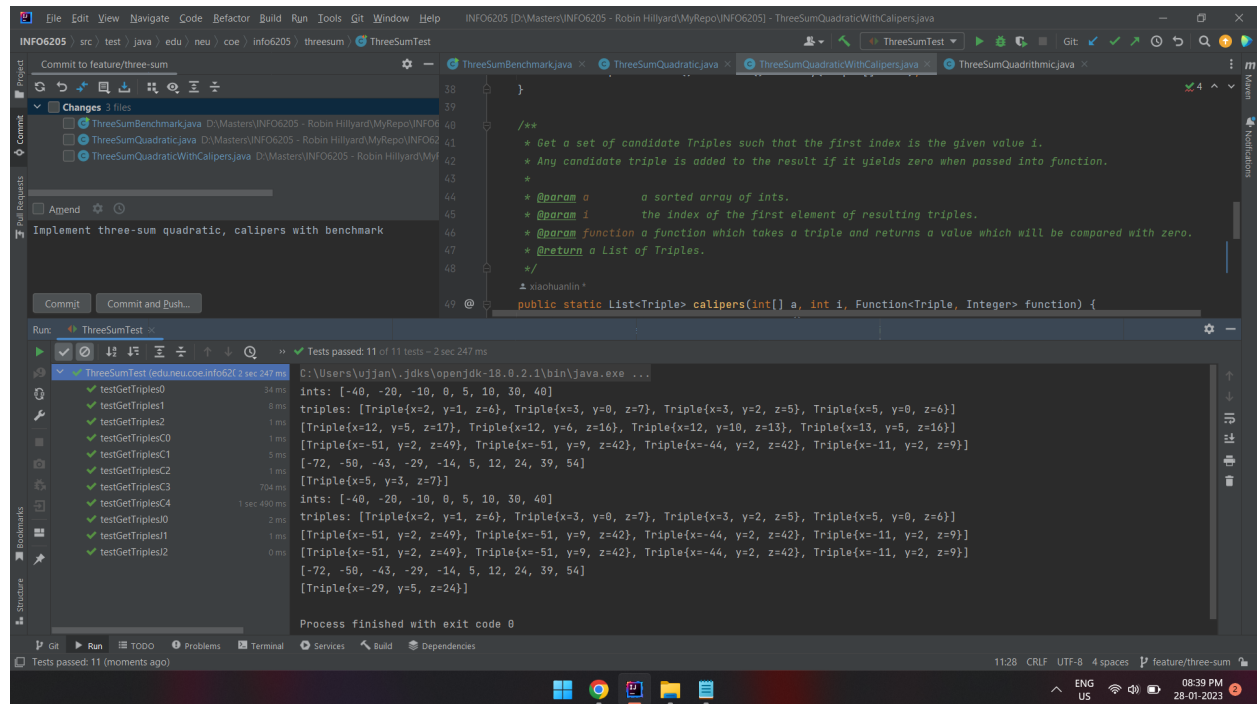 File Edit View Navigate Code Refactor Build Run Tools Git Window Help INFO6205 [D:\Masters\INFO6205 - Robin Hillyard\MyRepo\INFO6205] - ThreeSumQuadraticWithCalipers.java
INFO6205 src test java edu neu coe info6205 threesum ThreeSumTest ThreeSumTest Git:
Project
Commit
Pull Requests
Bookmarks
Structure
Commit to feature/three-sum
Changes 3 files
ThreeSumBenchmark.java D:\Masters\INFO6205 - Robin Hillyard\MyRepo\INFO6
ThreeSumQuadratic.java D:\Masters\INFO6205 - Robin Hillyard\MyRepo\INFO62
ThreeSumQuadraticWithCalipers.java D:\Masters\INFO6205 - Robin Hillyard\MyR
Amend
Implement three-sum quadratic, calipers with benchmark
Commit Commit and Push...
ThreeSumBenchmark.java ThreeSumQuadratic.java ThreeSumQuadraticWithCalipers.java ThreeSumQuadrithmic.java
4
38 }
39
40 /**
41 * Get a set of candidate Triples such that the first index is the given value i.
42 * Any candidate triple is added to the result if it yields zero when passed into function.
43 *
44 * @param a a sorted array of ints.
45 * @param i the index of the first element of resulting triples.
46 * @param function a function which takes a triple and returns a value which will be compared with zero.
47 * @return a List of Triples.
48 */
xiaohuanlin *
49 @ public static List<Triple> calipers(int[] a, int i, Function<Triple, Integer> function) {
m
Maven
Notifications
Run: ThreeSumTest
Tests passed: 11 of 11 tests – 2 sec 247 ms
ThreeSumTest (edu.neu.coe.info620 2 sec 247 ms
testGetTriples0 34 ms
testGetTriples1 8 ms
testGetTriples2 1 ms
testGetTriplesC0 1 ms
testGetTriplesC1 5 ms
testGetTriplesC2 1 ms
testGetTriplesC3 704 ms
testGetTriplesC4 1 sec 490 ms
testGetTriplesJ0 2 ms
testGetTriplesJ1 1 ms
testGetTriplesJ2 0 ms
C:\Users\ujjan\.jdks\openjdk-18.0.2.1\bin\java.exe ...
ints: [-40, -20, -10, 0, 5, 10, 30, 40]
triples: [Triple{x=2, y=1, z=6}, Triple{x=3, y=0, z=7}, Triple{x=3, y=2, z=5}, Triple{x=5, y=0, z=6}]
[Triple{x=12, y=5, z=17}, Triple{x=12, y=6, z=16}, Triple{x=12, y=10, z=13}, Triple{x=13, y=5, z=16}]
[Triple{x=-51, y=2, z=49}, Triple{x=-51, y=9, z=42}, Triple{x=-44, y=2, z=42}, Triple{x=-11, y=2, z=9}]
[-72, -50, -43, -29, -14, 5, 12, 24, 39, 54]
[Triple{x=5, y=3, z=7}]
ints: [-40, -20, -10, 0, 5, 10, 30, 40]
triples: [Triple{x=2, y=1, z=6}, Triple{x=3, y=0, z=7}, Triple{x=3, y=2, z=5}, Triple{x=5, y=0, z=6}]
[Triple{x=-51, y=2, z=49}, Triple{x=-51, y=9, z=42}, Triple{x=-44, y=2, z=42}, Triple{x=-11, y=2, z=9}]
[Triple{x=-51, y=2, z=49}, Triple{x=-51, y=9, z=42}, Triple{x=-44, y=2, z=42}, Triple{x=-11, y=2, z=9}]
[-72, -50, -43, -29, -14, 5, 12, 24, 39, 54]
[Triple{x=-29, y=5, z=24}]
Process finished with exit code 0
Git Run TODO Problems Terminal Services Build Dependencies
Tests passed: 11 (moments ago) 11:28 CRLF UTF-8 4 spaces feature/three-sum
ENG US 08:39 PM 28-01-2023 2